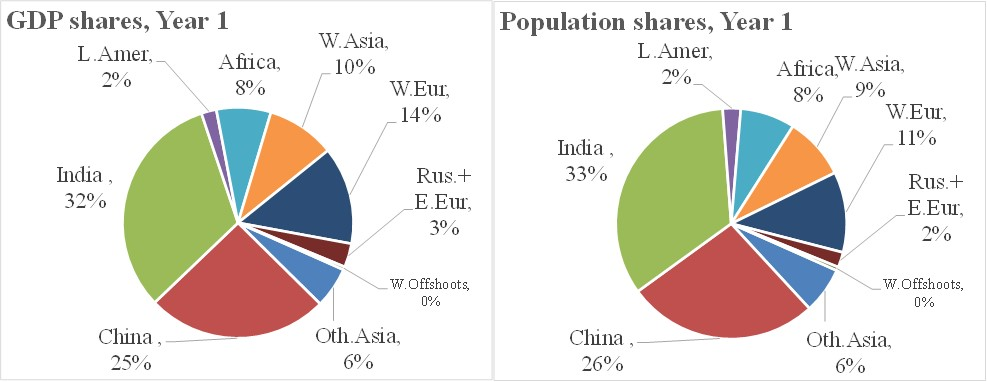 GDP shares, Year 1
L.Amer,
2%
Africa,
8%
W.Asia,
10%
W.Eur,
14%
Rus.+
E.Eur,
3%
W.Offshoots,
0%
Oth.Asia,
6%
China ,
25%
India ,
32%
Population shares, Year 1
L.Amer,
2%
Africa,
8%
W.Asia,
9%
W.Eur,
11%
Rus.+
E.Eur,
2%
W.Offshoots,
0%
Oth.Asia,
6%
China ,
26%
India ,
33%